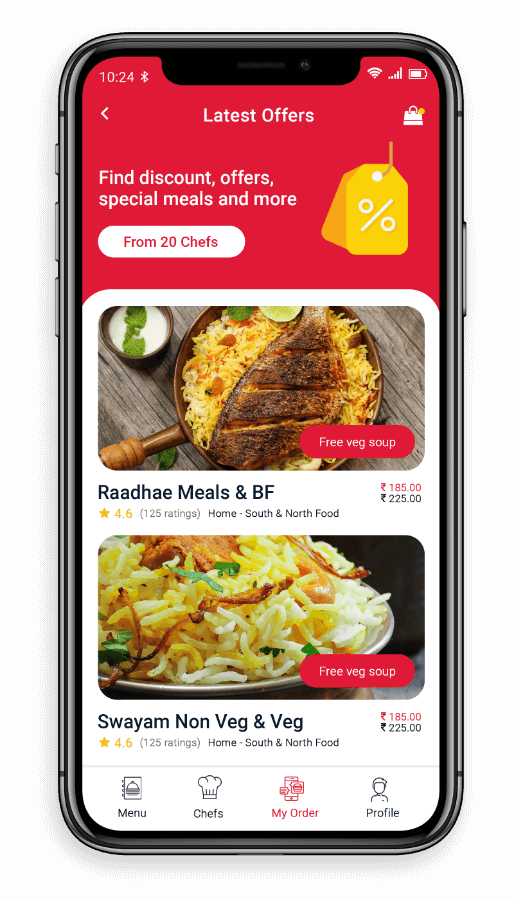 10:24
Latest Offers
Find discount, offers,
special meals and more
%
From 20 Chefs
Free veg soup
Raadhae Meals & BF
₹ 185.00
₹ 225.00
4.6 (125 ratings) Home - South & North Food
Free veg soup
Swayam Non Veg & Veg
₹ 185.00
₹ 225.00
4.6 (125 ratings) Home - South & North Food
Menu
Chefs
My Order
Profile